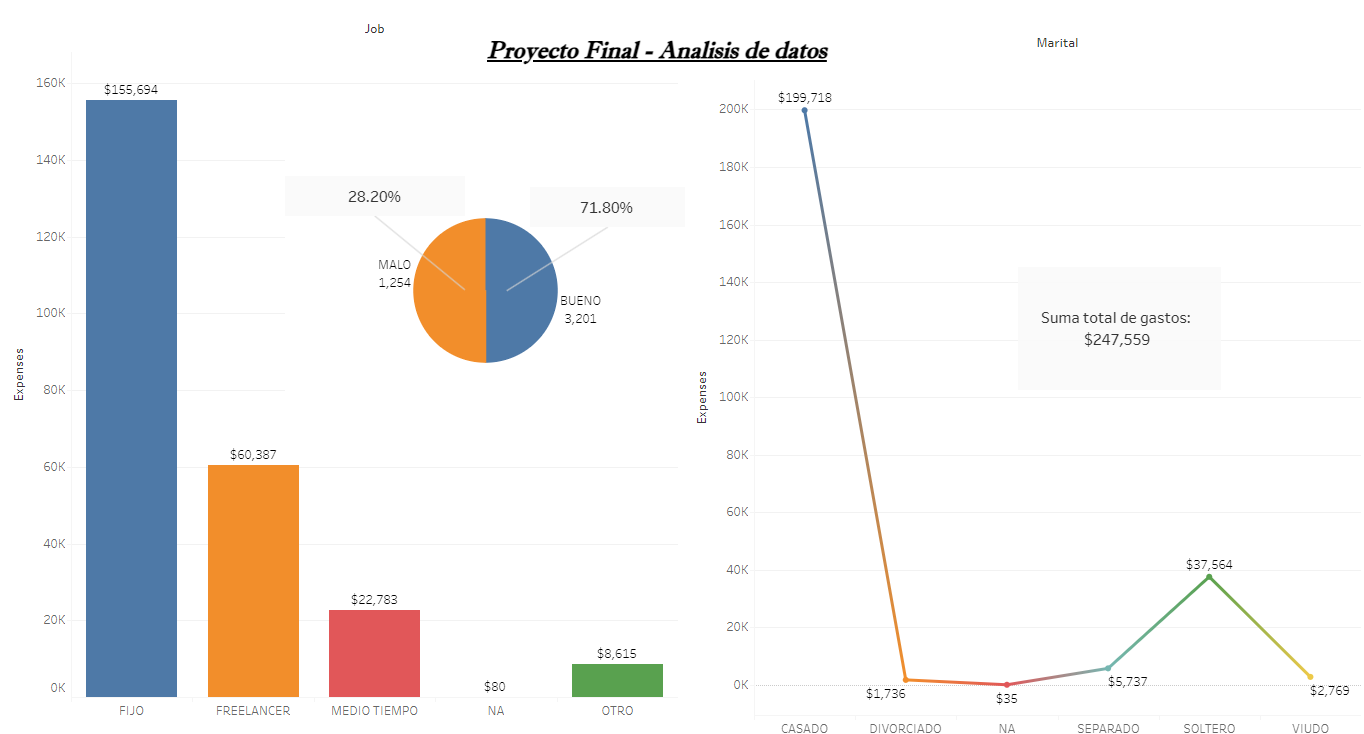 Proyecto Final - Analisis de datos
Job
Expenses
160K
140K
120K
100K
80K
60K
40K
20K
0K
$155,694
$60,387
$22,783
$80
$8,615
FIJO
FREELANCER
MEDIO TIEMPO
NA
OTRO
28.20%
71.80%
MALO
1,254
BUENO
3,201
Marital
Expenses
200K
180K
160K
140K
120K
100K
80K
60K
40K
20K
0K
$199,718
$1,736
$35
$5,737
$37,564
$2,769
Suma total de gastos:
$247,559
CASADO
DIVORCIADO
NA
SEPARADO
SOLTERO
VIUDO